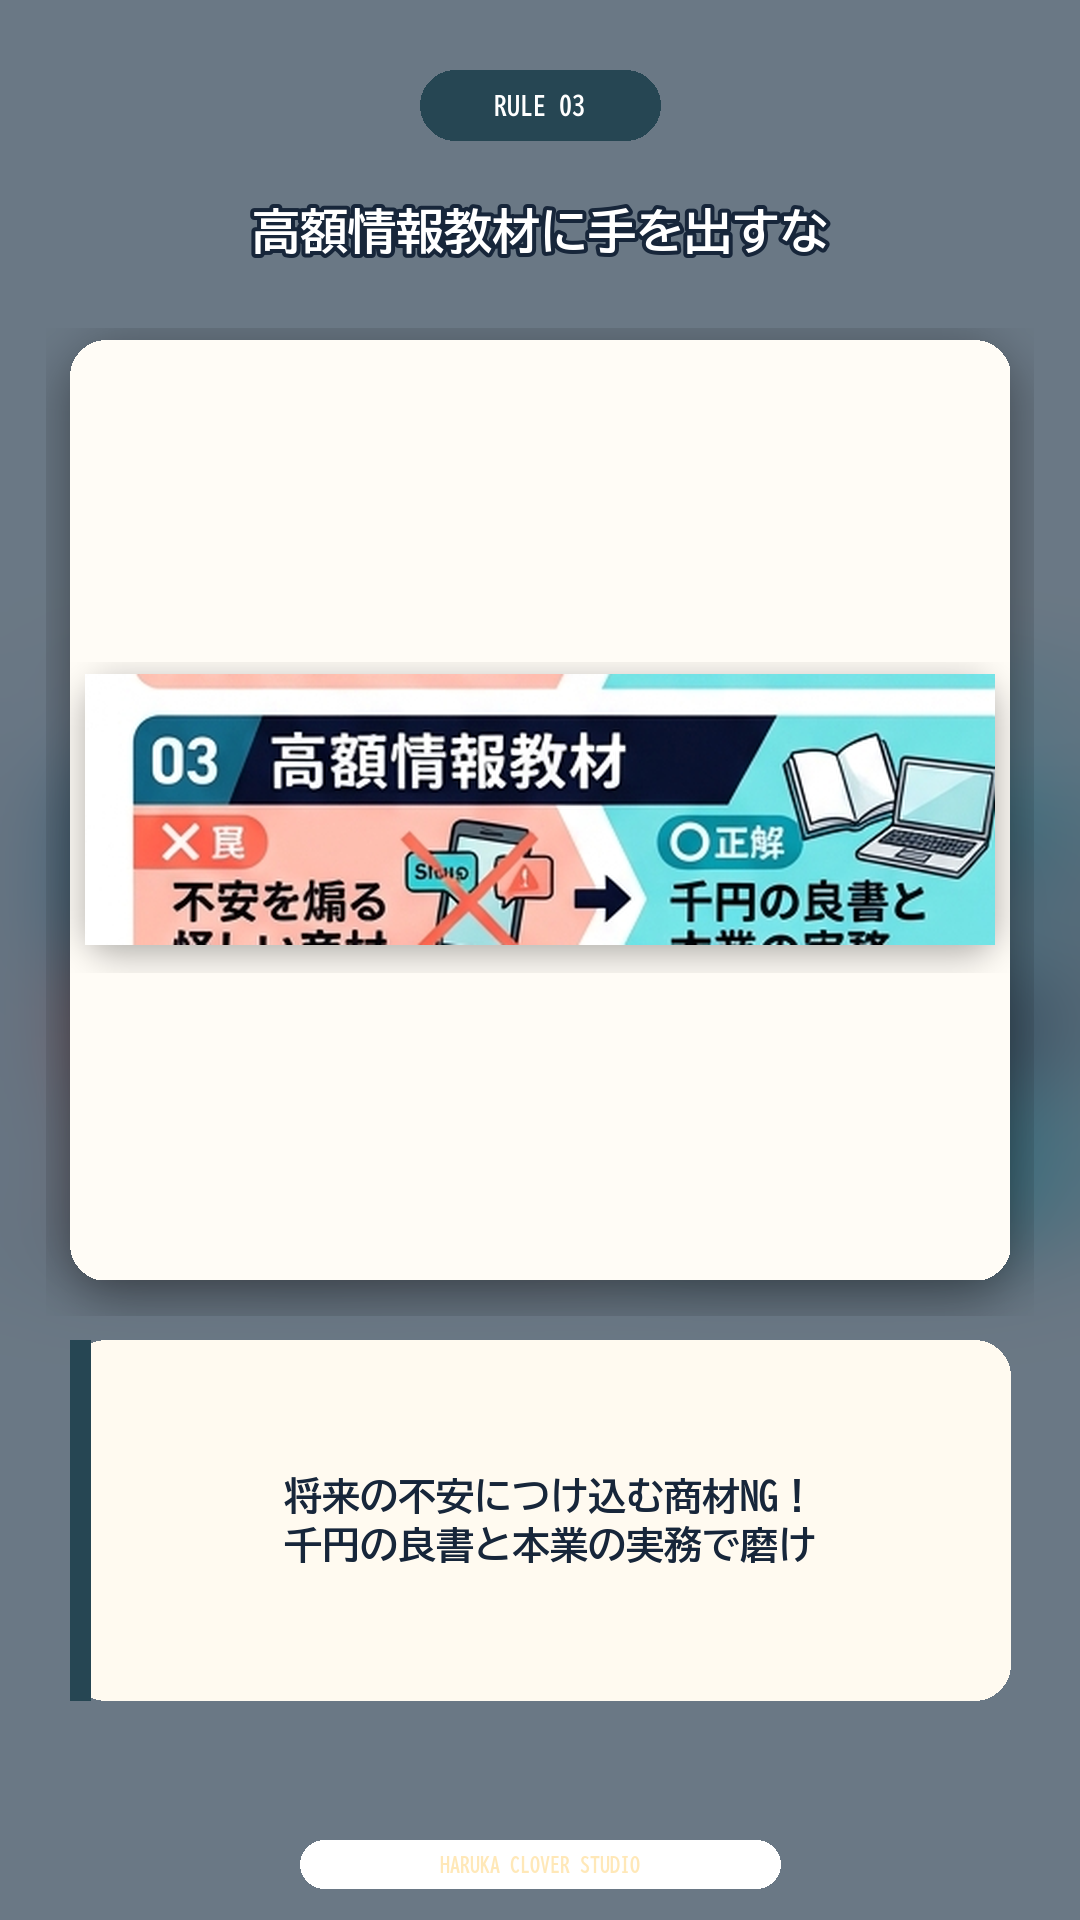 RULE 03
高額情報教材に手を出すな
03 高額情報教材
罠
不安を煽る
正解
千円の良書と
将来の不安につけ込む商材NG！
千円の良書と本業の実務で磨け
HARUKA CLOVER STUDIO